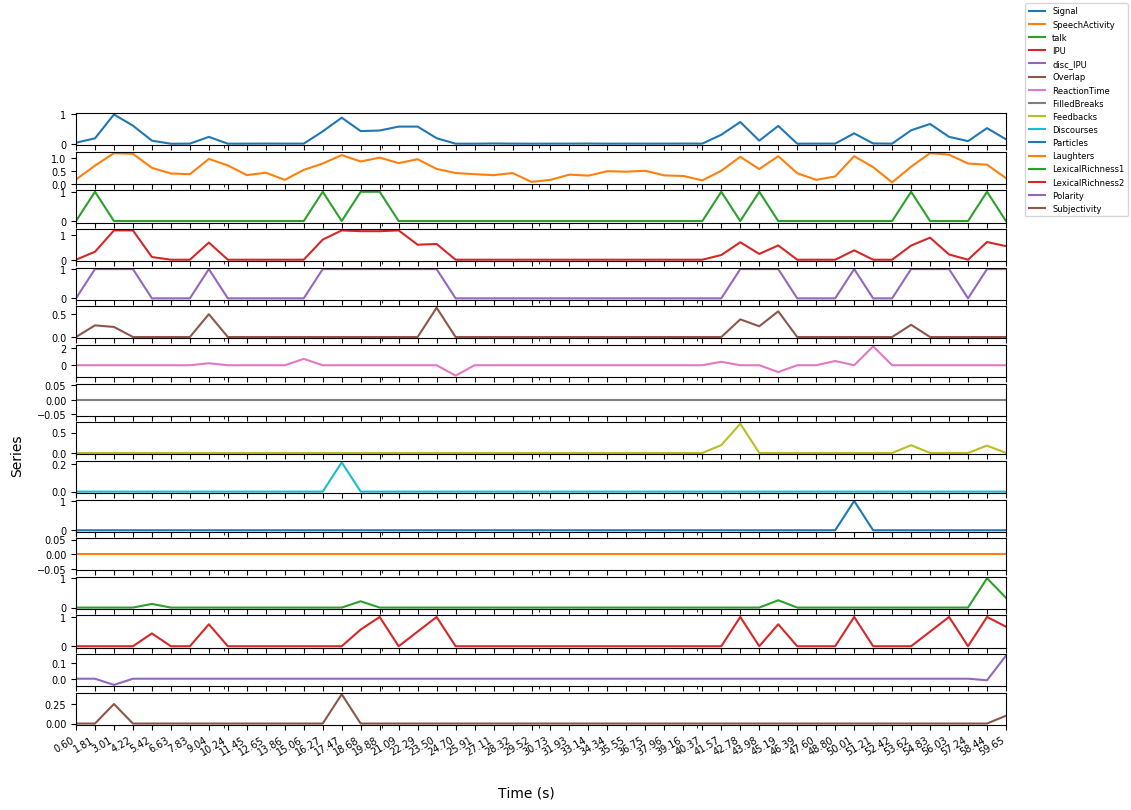 Signal
SpeechActivity
talk
IPU
disc_IPU
Overlap
ReactionTime
FilledBreaks
Feedbacks
Discourses
Particles
Laughters
LexicalRichness1
LexicalRichness2
Polarity
Subjectivity
1
0
1.0
0.5
0.0
1
0
1
0
1
0
0.5
0.0
2
0
0.05
0.00
−0.05
0.5
0.0
0.2
0.0
1
0
0.05
0.00
−0.05
1
0
1
0
0.1
0.0
0.25
0.00
Series
0.60 1.81 3.01 4.22 5.42 6.63 7.83 9.04 10.24 11.45 12.65 13.86 15.06 16.27 17.47 18.68 19.88 21.09 22.29 23.50 24.70 25.91 27.11 28.32 29.52 30.73 31.93 33.14 34.34 35.55 36.75 37.96 39.16 40.37 41.57 42.78 43.98 45.19 46.39 47.60 48.80 50.01 51.21 52.42 53.62 54.83 56.03 57.24 58.44 59.65
Time (s)